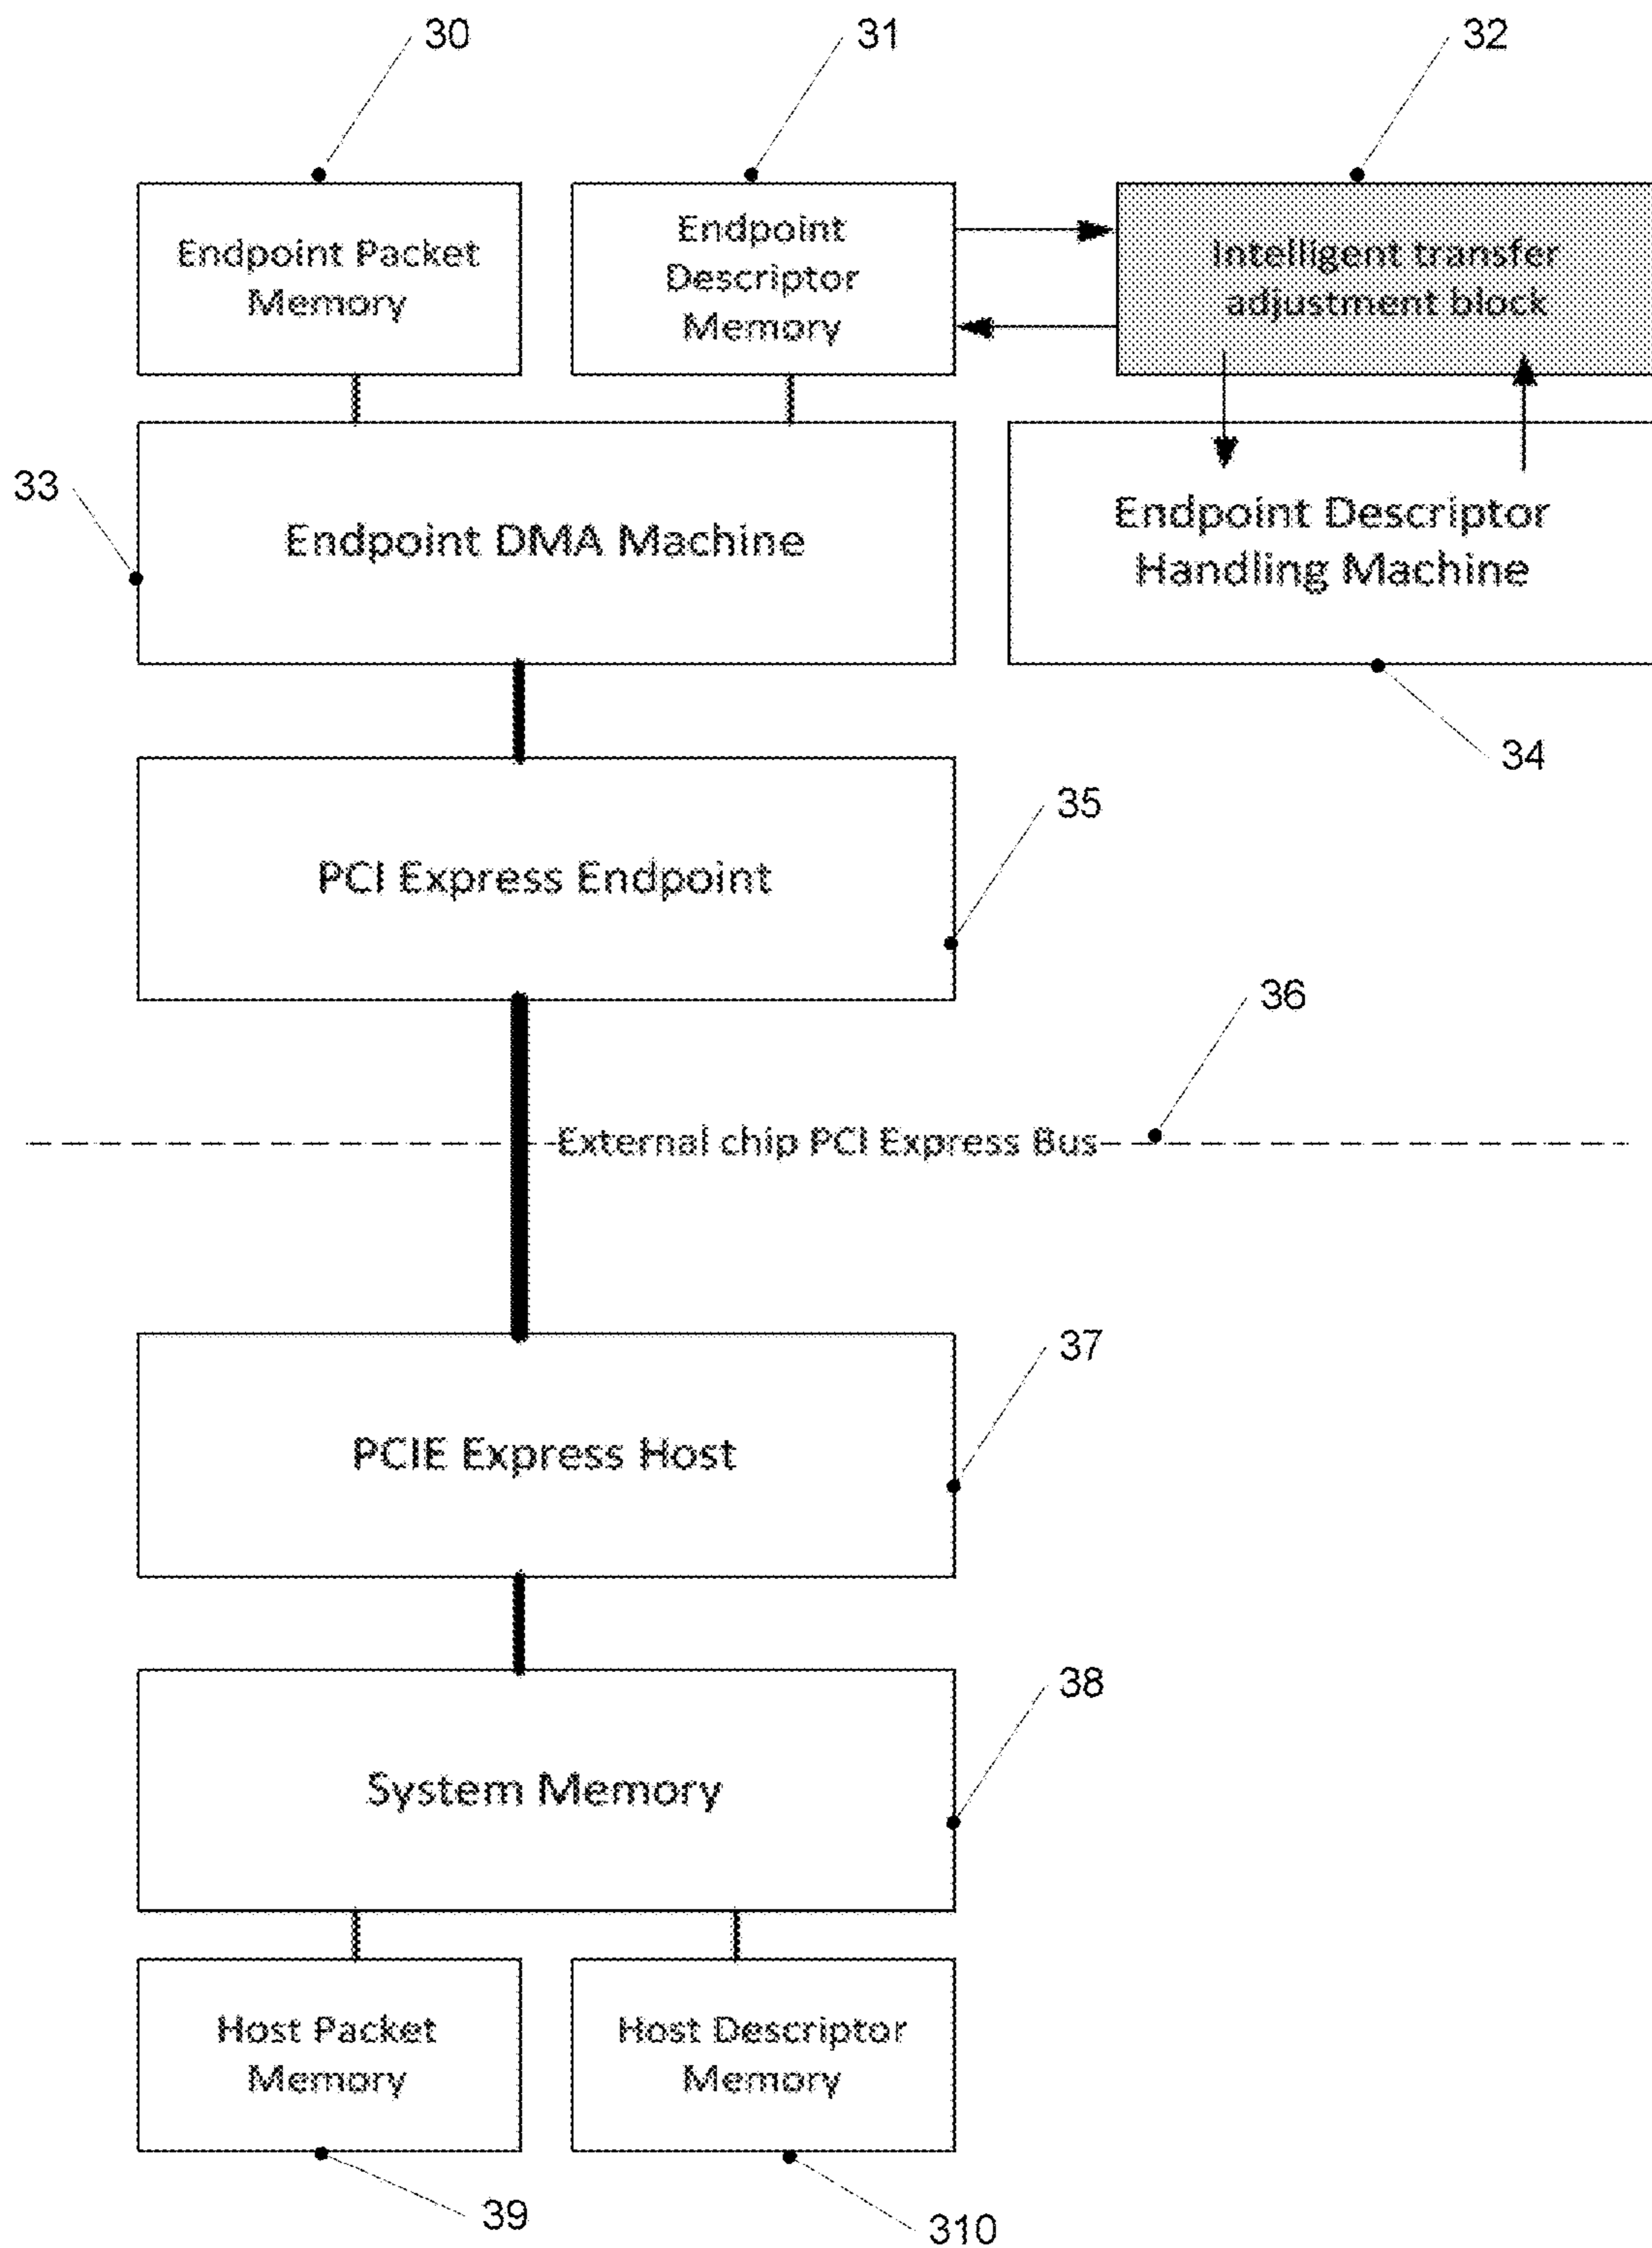 30
31
32
Endpoint Packet
Memory
Endpoint
Descriptor
Memory
Intelligent transfer
adjustment block
33
Endpoint DMA Machine
Endpoint Descriptor
Handling Machine
34
PCI Express Endpoint
35
36
External chip PCI Express Bus
37
PCIE Express Host
38
System Memory
Host Packet
Memory
Host Descriptor
Memory
39
310